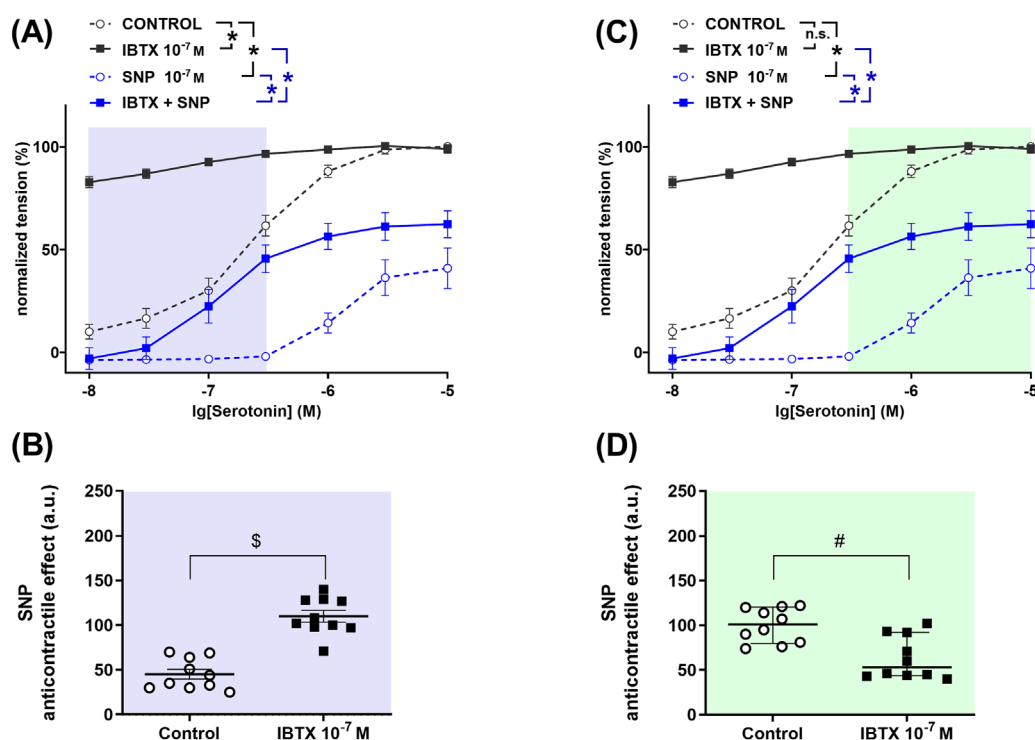 (A)
CONTROL
IBTX 10⁻⁷ M
SNP 10⁻⁷ M
IBTX + SNP
*
*
*
*
normalized tension (%)
100
50
0
-8 -7 -6 -5
lg[Serotonin] (M)
(C)
CONTROL
IBTX 10⁻⁷ M
SNP 10⁻⁷ M
IBTX + SNP
n.s.
*
*
*
normalized tension (%)
100
50
0
-8 -7 -6 -5
lg[Serotonin] (M)
(B)
SNP
anticontractile effect (a.u.)
250
200
150
100
50
0
$
Control IBTX 10⁻⁷ M
(D)
SNP
anticontractile effect (a.u.)
250
200
150
100
50
0
#
Control IBTX 10⁻⁷ M